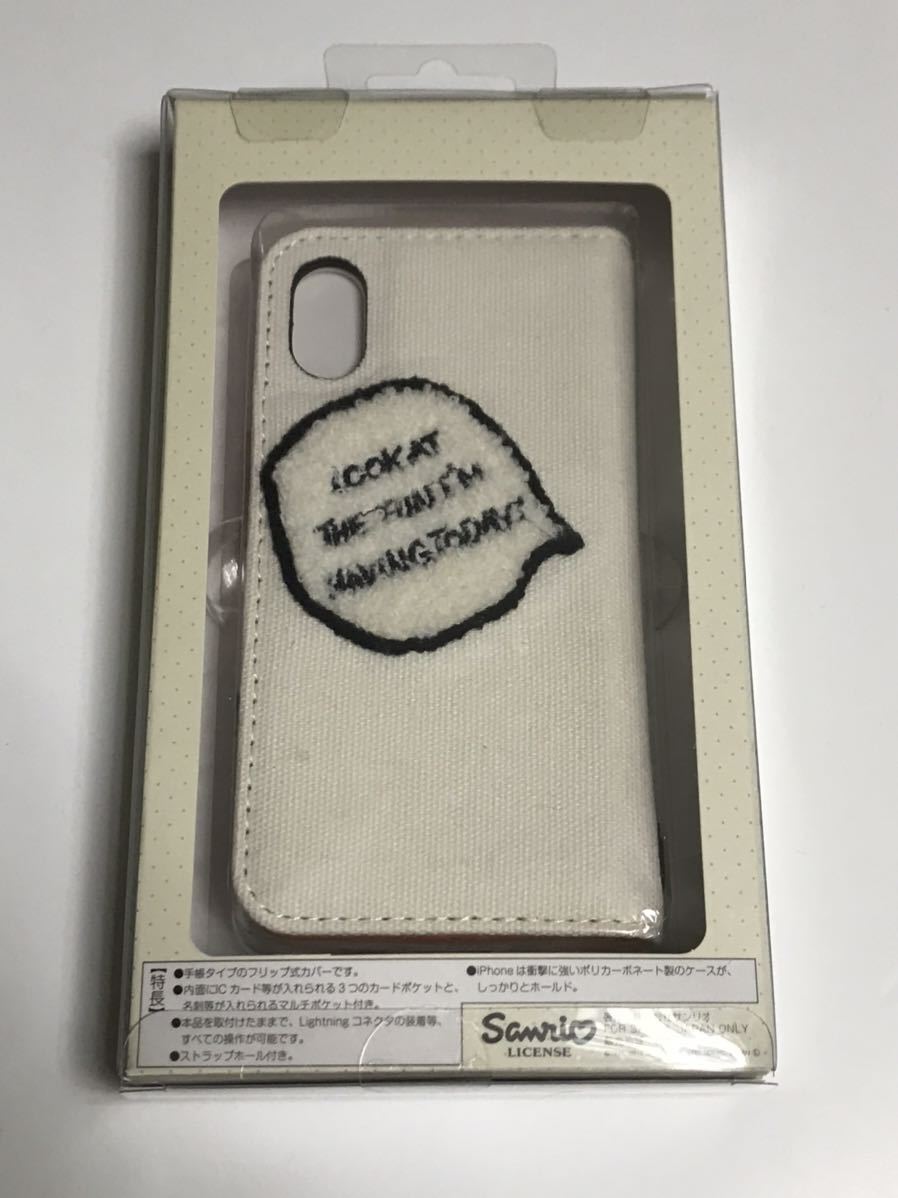 LOOK AT
THE FUN I'M
HAVING TODAY!
【特長】
●手帳タイプのフリップ式カバーです。
●内面にICカード等が入れられる3つのカードポケットと、
名刺等が入れられるマルチポケット付き。
●本品を取付けたままで、Lightningコネクタの装着等、
すべての操作が可能です。
●ストラップホール付き。
●iPhoneは衝撃に強いポリカーボネート製のケースが、
しっかりとホールド。
Sanrio
LICENSE
サンリオ
FOR JAPAN ONLY